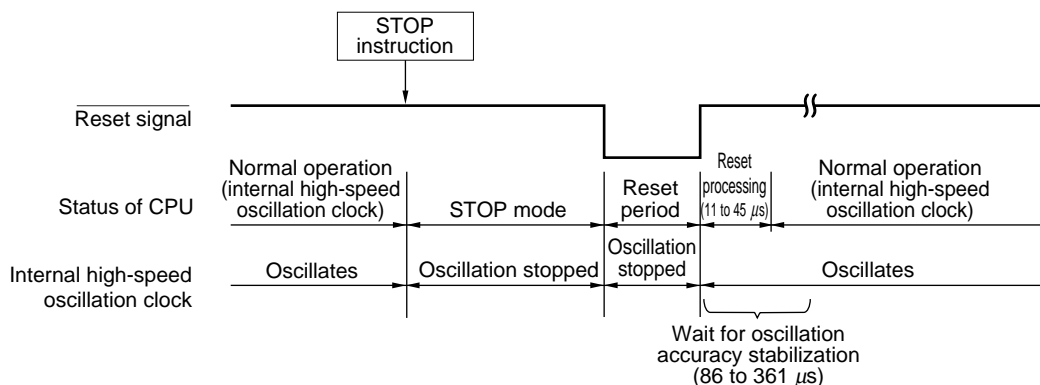 STOP
instruction
Reset signal
Normal operation
(internal high-speed
oscillation clock)
Status of CPU
STOP mode
Reset
period
Reset
processing
(11 to 45 μs)
Normal operation
(internal high-speed
oscillation clock)
Internal high-speed
oscillation clock
Oscillates
Oscillation stopped
Oscillation
stopped
Oscillates
Wait for oscillation
accuracy stabilization
(86 to 361 μs)